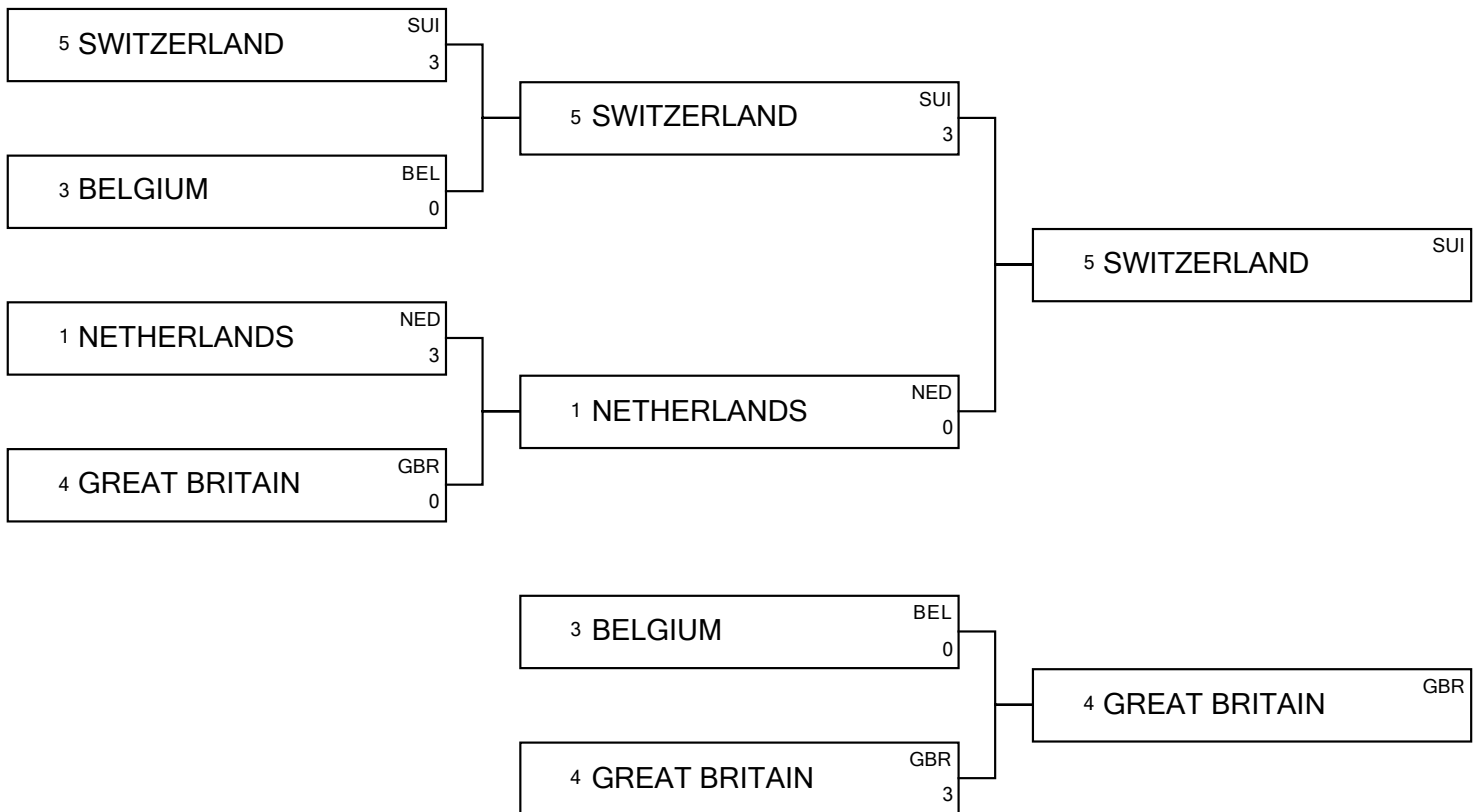 5 SWITZERLAND SUI
3
3 BELGIUM BEL
0
1 NETHERLANDS NED
3
4 GREAT BRITAIN GBR
0
5 SWITZERLAND SUI
3
1 NETHERLANDS NED
0
5 SWITZERLAND SUI
3 BELGIUM BEL
0
4 GREAT BRITAIN GBR
3
4 GREAT BRITAIN GBR